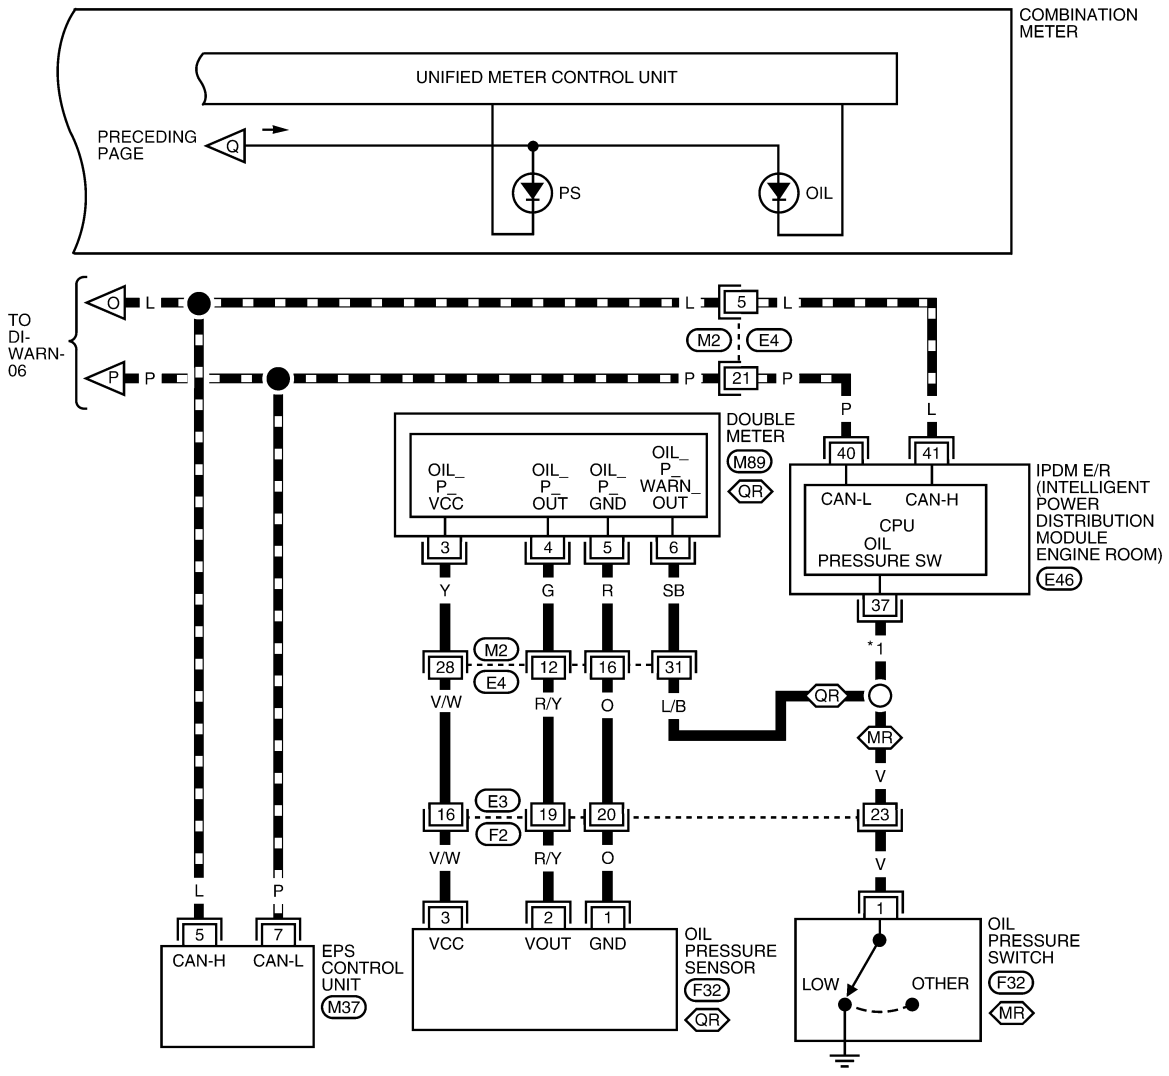 COMBINATION
METER
UNIFIED METER CONTROL UNIT
PRECEDING
PAGE
Q
PS
OIL
TO
DI-
WARN-
06
O
L
L
5
L
M2
E4
P
P
P
21
P
P
L
DOUBLE
METER
M89
QR
OIL_
P_
VCC
OIL_
P_
OUT
OIL_
P_
GND
OIL_
P_
WARN_
OUT
3
4
5
6
40
41
CAN-L
CAN-H
CPU
OIL
PRESSURE SW
IPDM E/R
(INTELLIGENT
POWER
DISTRIBUTION
MODULE
ENGINE ROOM)
E46
37
Y
G
R
SB
*1
28
M2
E4
12
16
31
V/W
R/Y
O
L/B
QR
MR
V
16
E3
F2
19
20
23
V/W
R/Y
O
V
L
P
5
7
CAN-H
CAN-L
EPS
CONTROL
UNIT
M37
3
2
1
VCC
VOUT
GND
OIL
PRESSURE
SENSOR
F32
QR
1
LOW
OTHER
OIL
PRESSURE
SWITCH
F32
MR